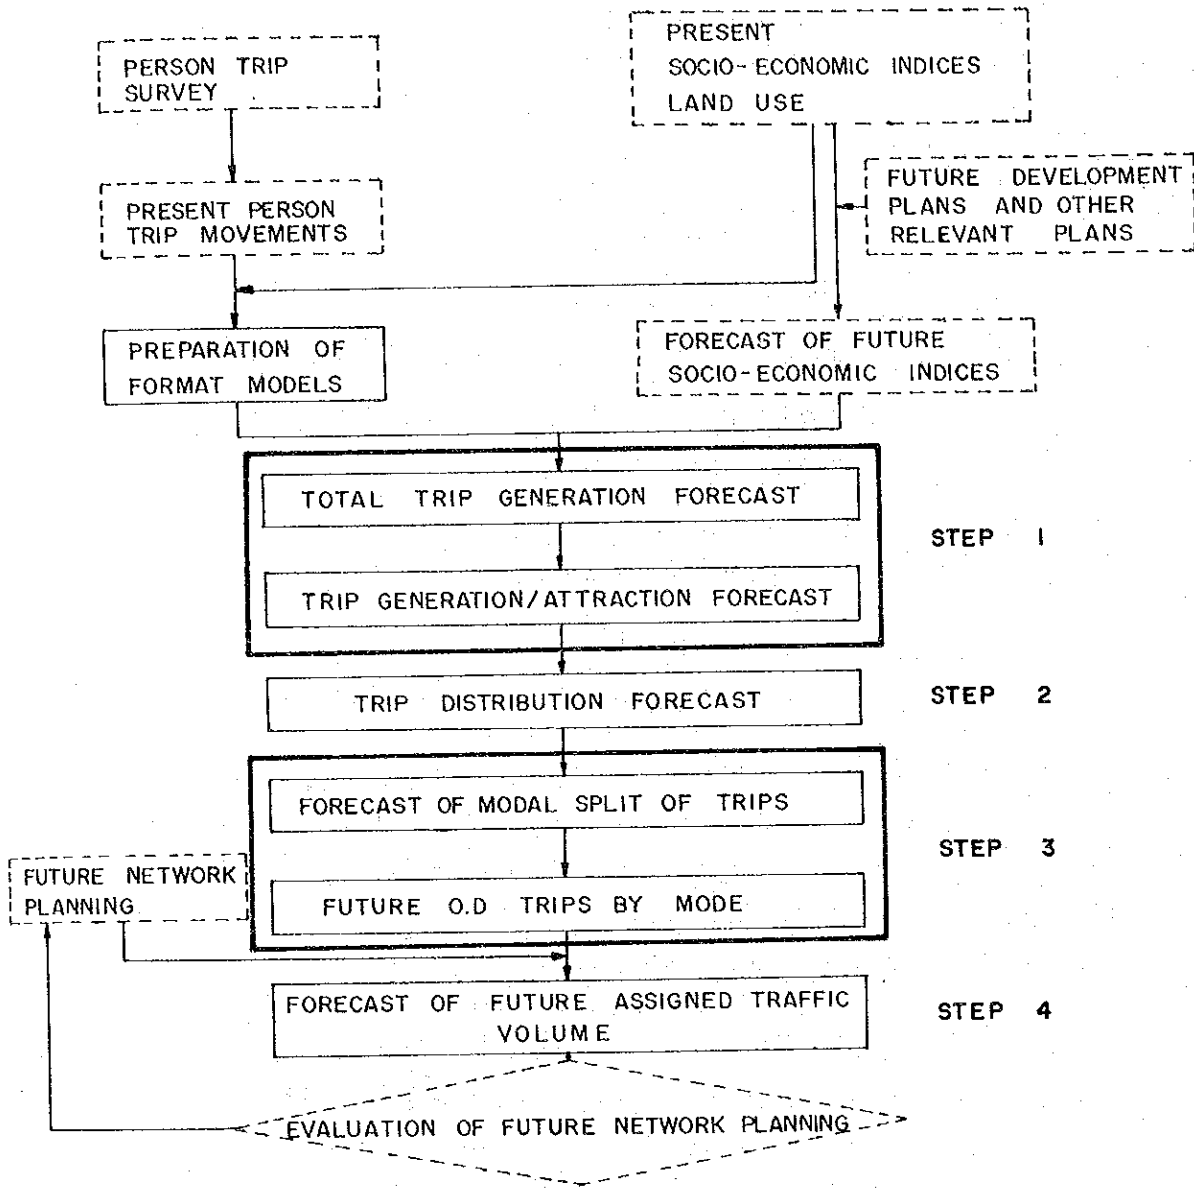 PERSON TRIP
SURVEY
PRESENT
SOCIO-ECONOMIC INDICES
LAND USE
FUTURE DEVELOPMENT
PLANS AND OTHER
RELEVANT PLANS
PRESENT PERSON
TRIP MOVEMENTS
PREPARATION OF
FORMAT MODELS
FORECAST OF FUTURE
SOCIO-ECONOMIC INDICES
TOTAL TRIP GENERATION FORECAST
STEP 1
TRIP GENERATION/ATTRACTION FORECAST
TRIP DISTRIBUTION FORECAST
STEP 2
FORECAST OF MODAL SPLIT OF TRIPS
STEP 3
FUTURE NETWORK
PLANNING
FUTURE O.D TRIPS BY MODE
FORECAST OF FUTURE ASSIGNED TRAFFIC
VOLUME
STEP 4
EVALUATION OF FUTURE NETWORK PLANNING